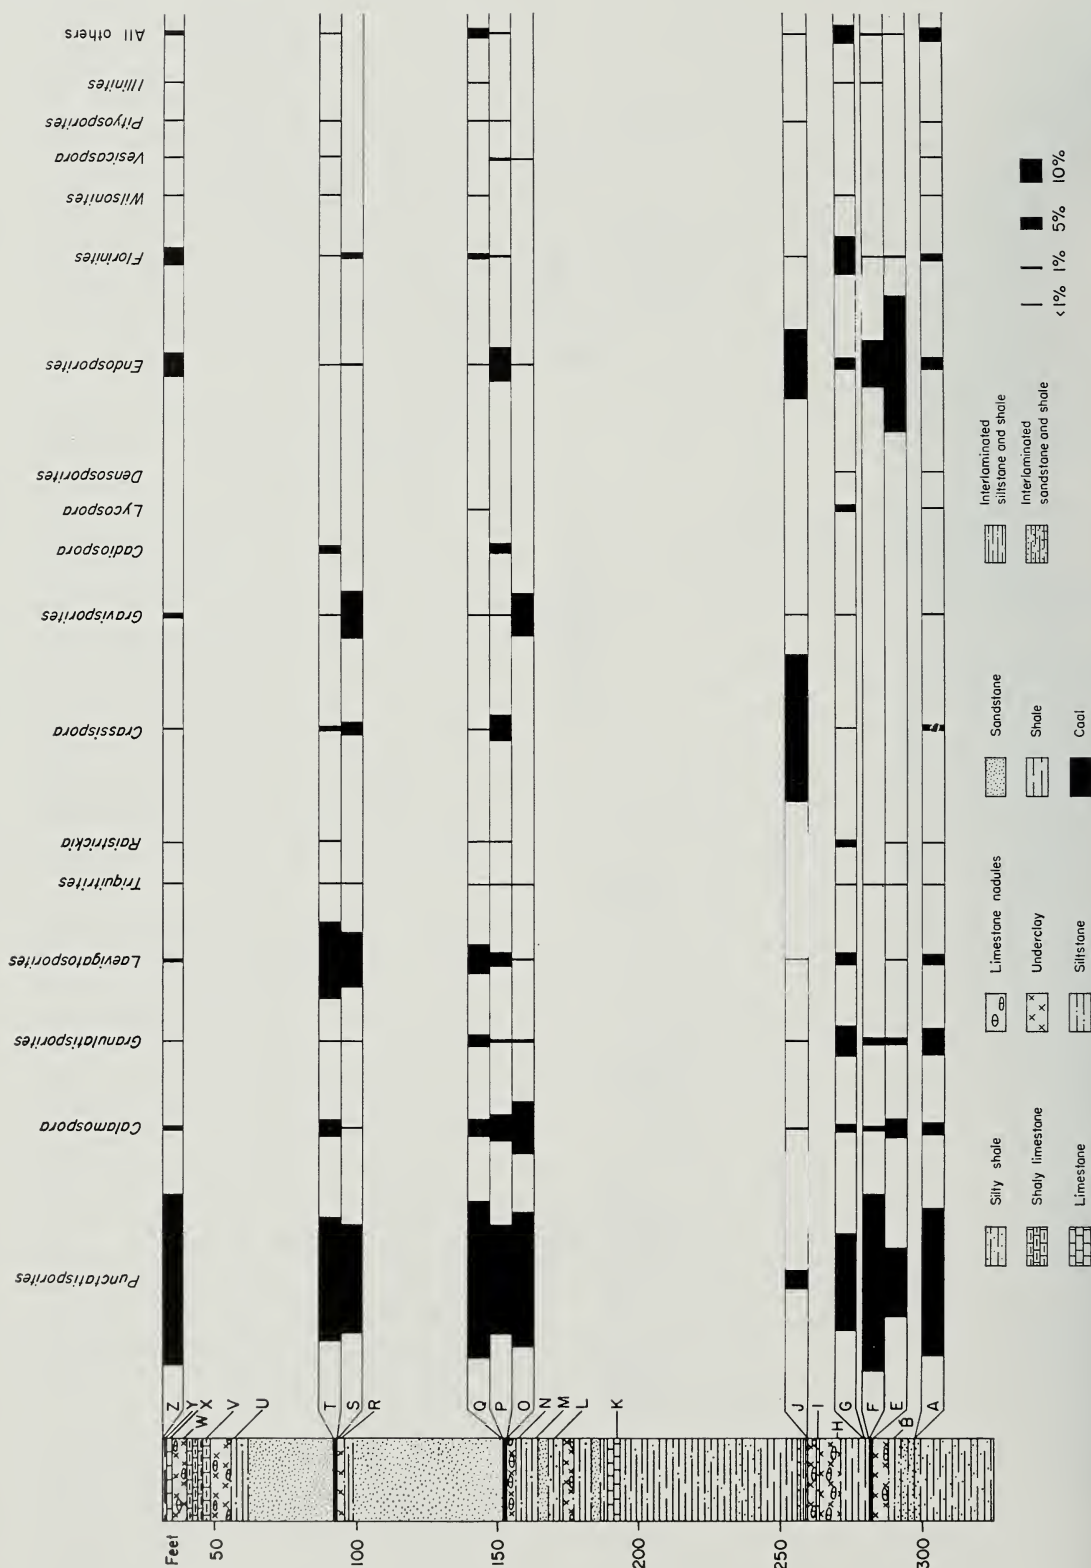 Punctatisporites
Calamospora
Granulatisporites
Laevigatosporites
Triquitrites
Raistrickia
Crassispora
Gravisporites
Cadiospora
Lycospora
Densosporites
Endosporites
Florinites
Wilsonites
Vesicaspora
Pityosporites
Illinites
All others
Feet
50
100
150
200
250
300
Z
Y
X
W
V
U
T
S
R
Q
P
O
N
M
L
K
J
I
H
G
F
E
B
A
Silty shale
Shaly limestone
Limestone
Limestone nodules
Underclay
Siltstone
Sandstone
Shale
Coal
Interlaminated
siltstone and shale
Interlaminated
sandstone and shale
<1%
1%
5%
10%